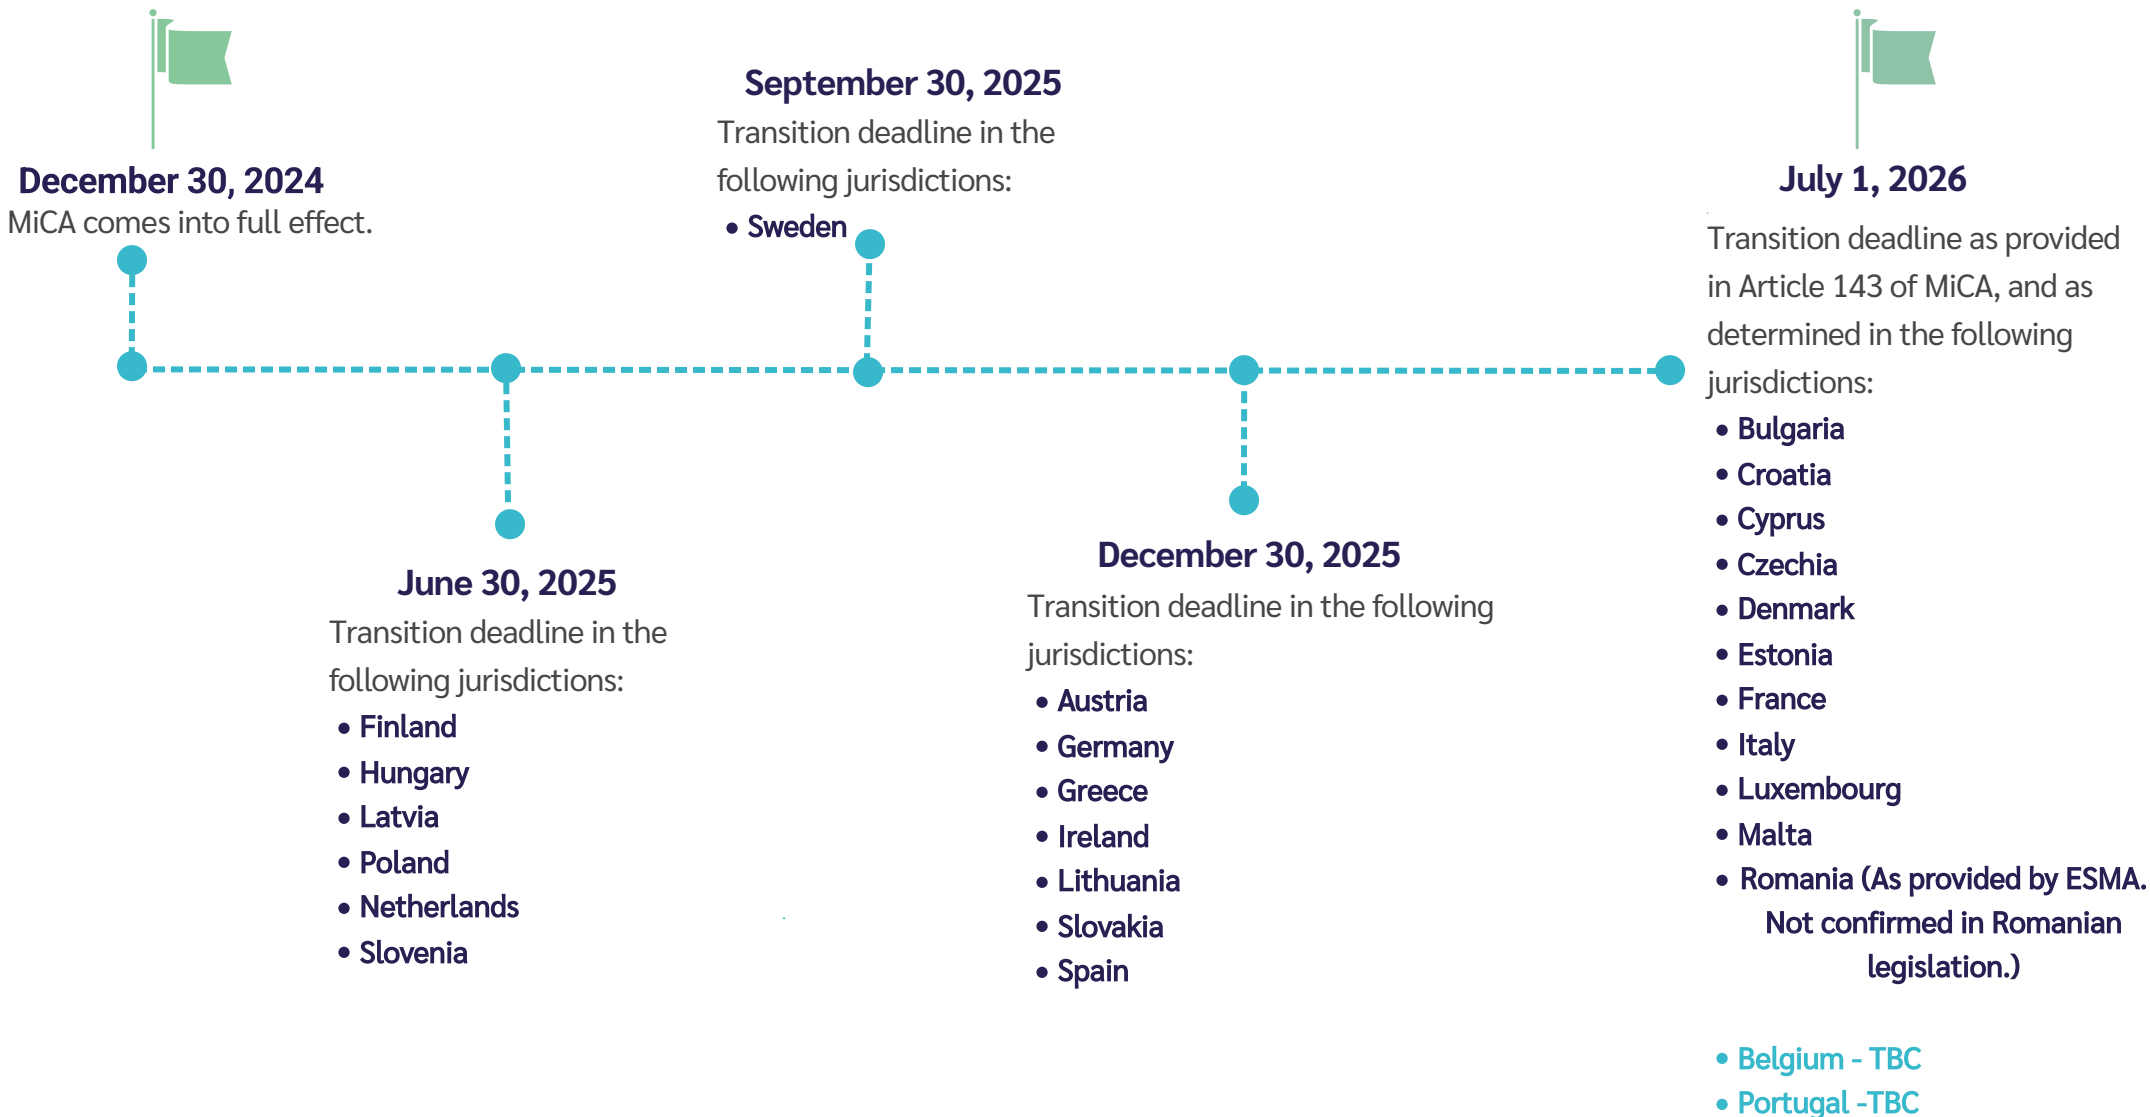 December 30, 2024
MiCA comes into full effect.
June 30, 2025
Transition deadline in the
following jurisdictions:
• Finland
• Hungary
• Latvia
• Poland
• Netherlands
• Slovenia
September 30, 2025
Transition deadline in the
following jurisdictions:
• Sweden
December 30, 2025
Transition deadline in the following
jurisdictions:
• Austria
• Germany
• Greece
• Ireland
• Lithuania
• Slovakia
• Spain
July 1, 2026
Transition deadline as provided
in Article 143 of MiCA, and as
determined in the following
jurisdictions:
• Bulgaria
• Croatia
• Cyprus
• Czechia
• Denmark
• Estonia
• France
• Italy
• Luxembourg
• Malta
• Romania (As provided by ESMA.
Not confirmed in Romanian
legislation.)
• Belgium - TBC
• Portugal -TBC